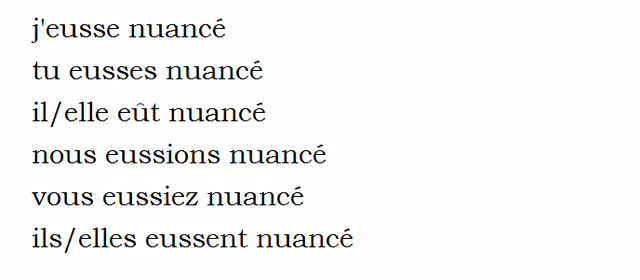 j'eusse nuancé
tu eusses nuancé
il/elle eût nuancé
nous eussions nuancé
vous eussiez nuancé
ils/elles eussent nuancé